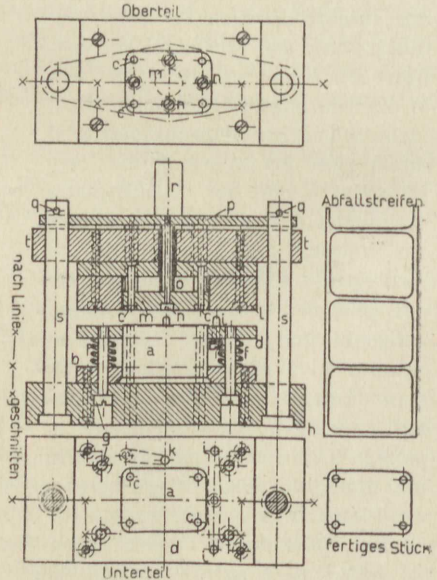 Oberteil
c
m
n
c
n
r
q
p
q
t
t
o
s
c
m
n
n
c
l
s
a
d
b
h
g
nach Linie x—x—x geschnitten
Abfallstreifen
k
c
a
c
i
d
Unterteil
fertiges Stück